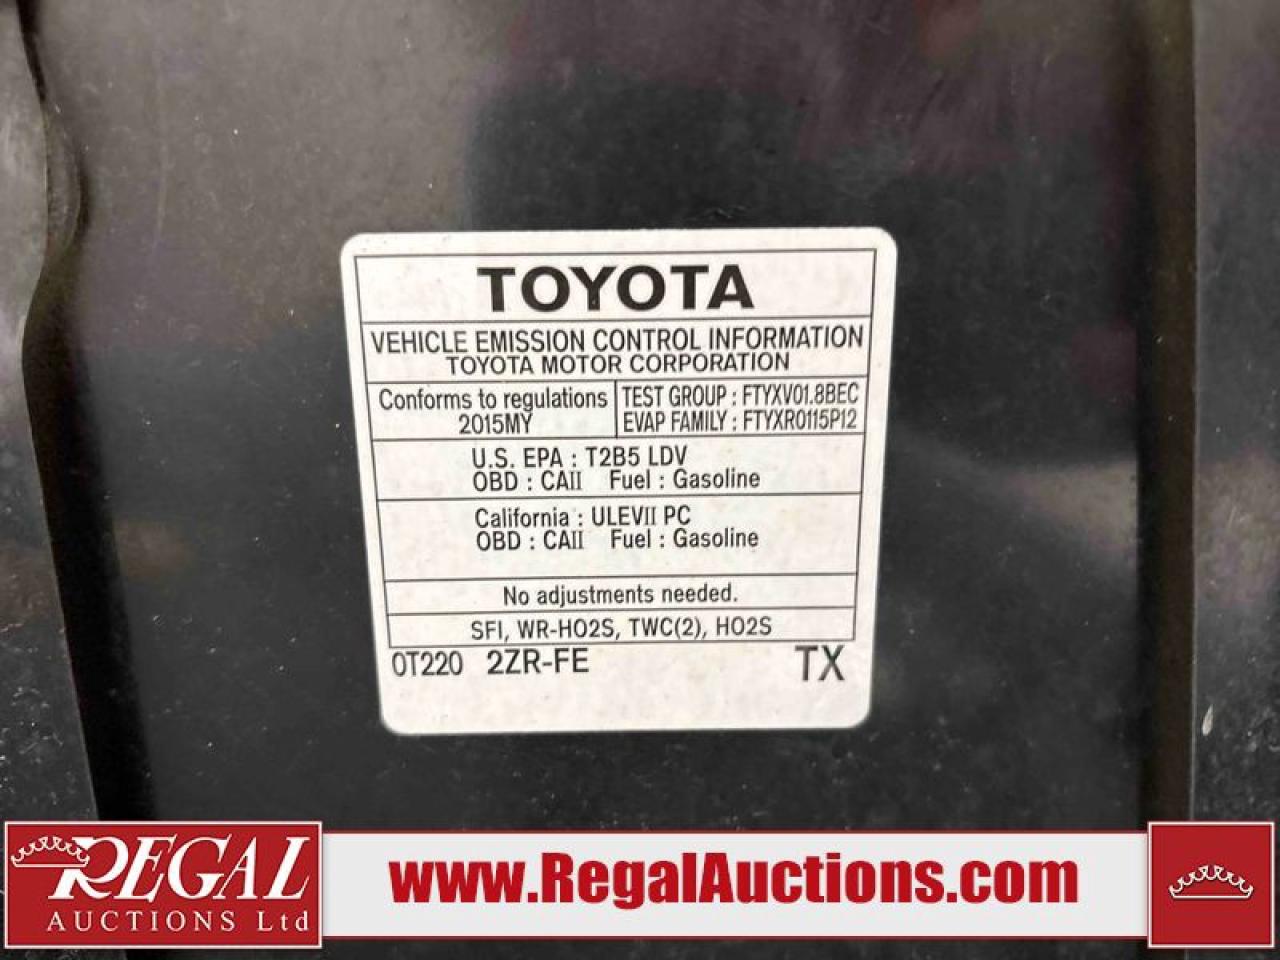 TOYOTA
VEHICLE EMISSION CONTROL INFORMATION
TOYOTA MOTOR CORPORATION
Conforms to regulations
2015MY
TEST GROUP : FTYXV01.8BEC
EVAP FAMILY : FTYXR0115P12
U.S. EPA : T2B5 LDV
OBD : CAII Fuel : Gasoline
California : ULEVII PC
OBD : CAII Fuel : Gasoline
No adjustments needed.
SFI, WR-HO2S, TWC(2), HO2S
0T220 2ZR-FE TX
REGAL
AUCTIONS Ltd
www.RegalAuctions.com